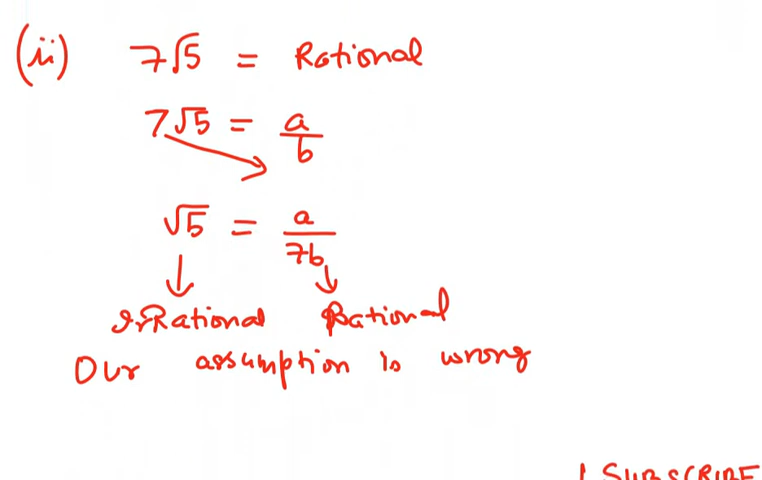 (ii) 7√5 = Rational
7√5 = a/b
√5 = a/7b
IrRational Rational
Our assumption is wrong
SUBSCRIBE